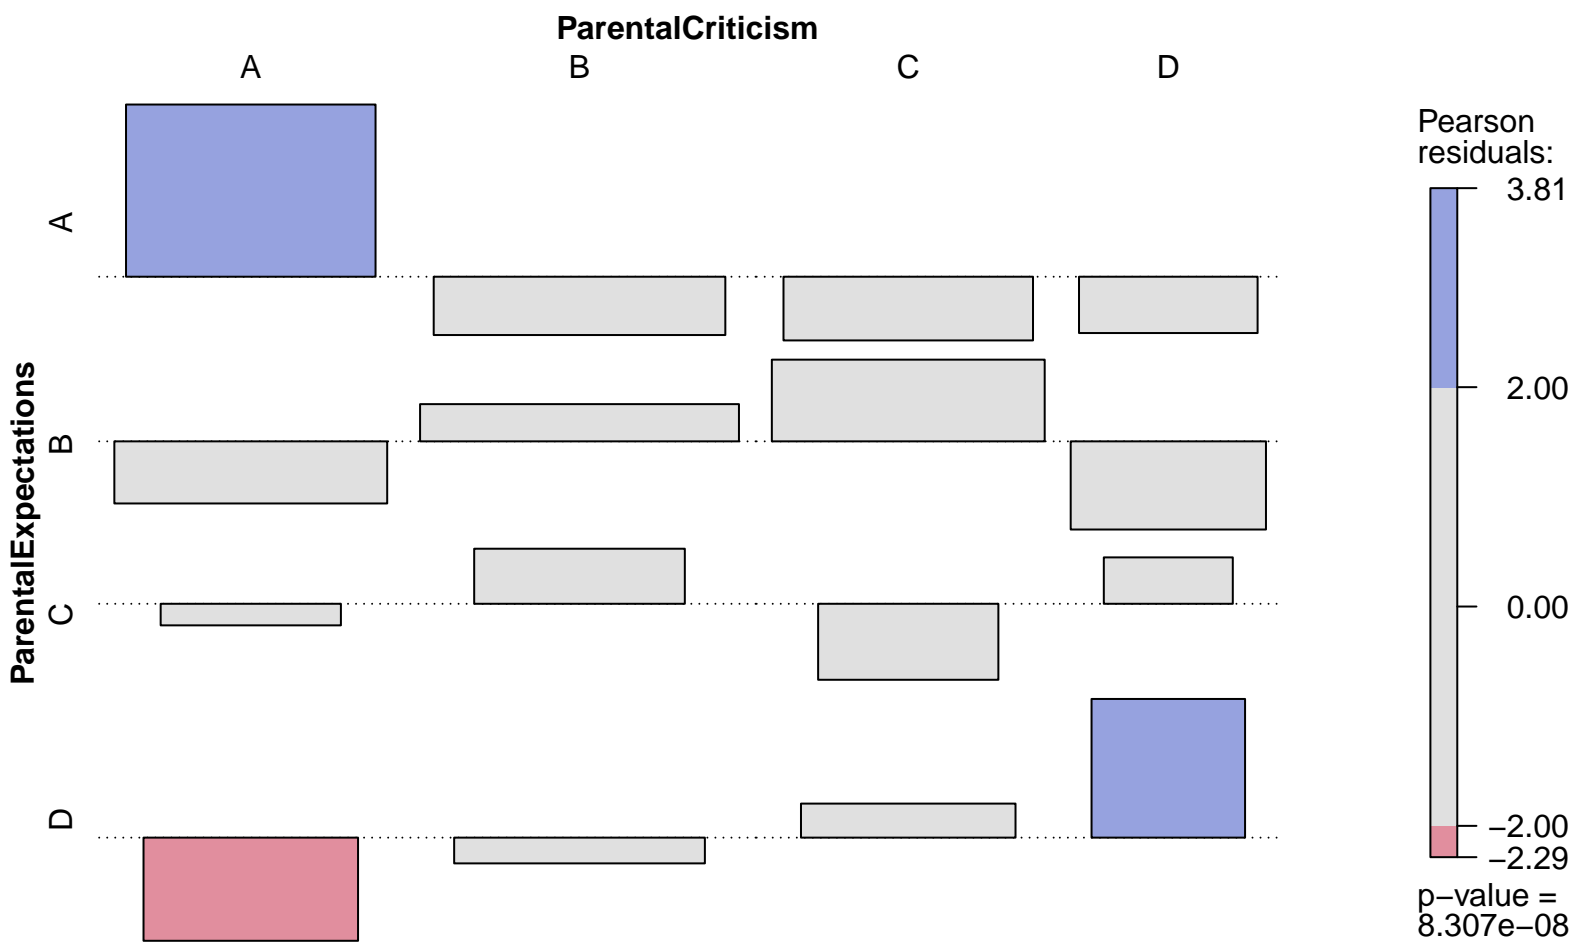 ParentalCriticism
A B C D
ParentalExpectations
A
B
C
D
Pearson
residuals:
3.81
2.00
0.00
−2.00
−2.29
p−value =
8.307e−08